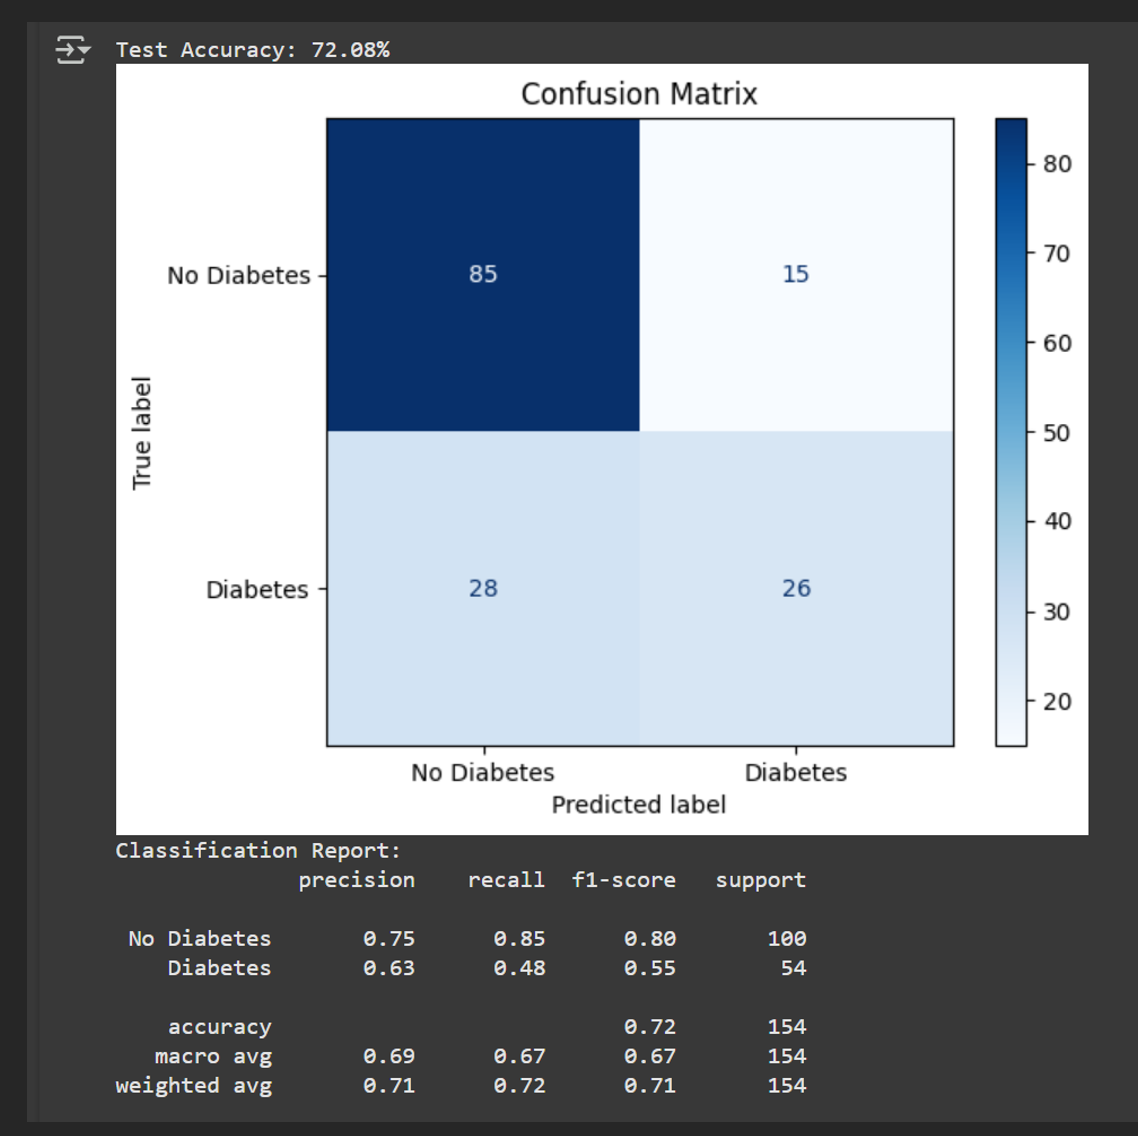 Test Accuracy: 72.08%
Confusion Matrix
80
70
60
50
40
30
20
No Diabetes
85
15
True label
Diabetes
28
26
No Diabetes Diabetes
Predicted label
Classification Report:
precision recall f1-score support
No Diabetes 0.75 0.85 0.80 100
Diabetes 0.63 0.48 0.55 54
accuracy 0.72 154
macro avg 0.69 0.67 0.67 154
weighted avg 0.71 0.72 0.71 154